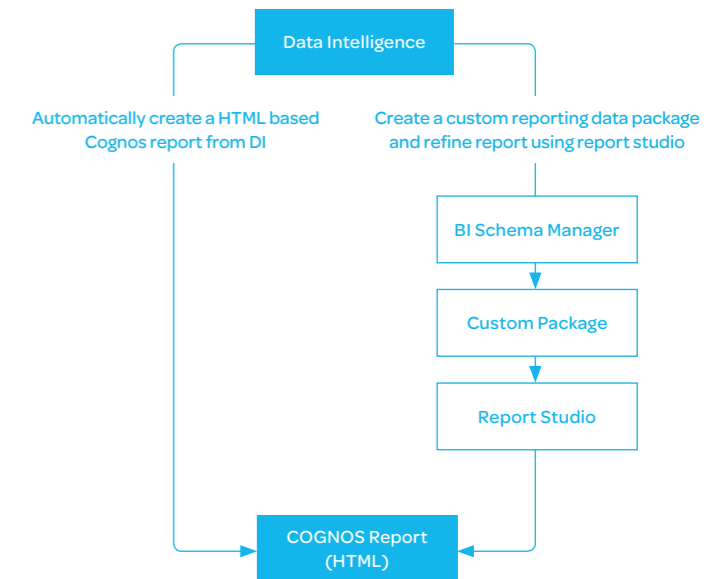 Data Intelligence
Automatically create a HTML based
Cognos report from DI
Create a custom reporting data package
and refine report using report studio
BI Schema Manager
Custom Package
Report Studio
COGNOS Report
(HTML)